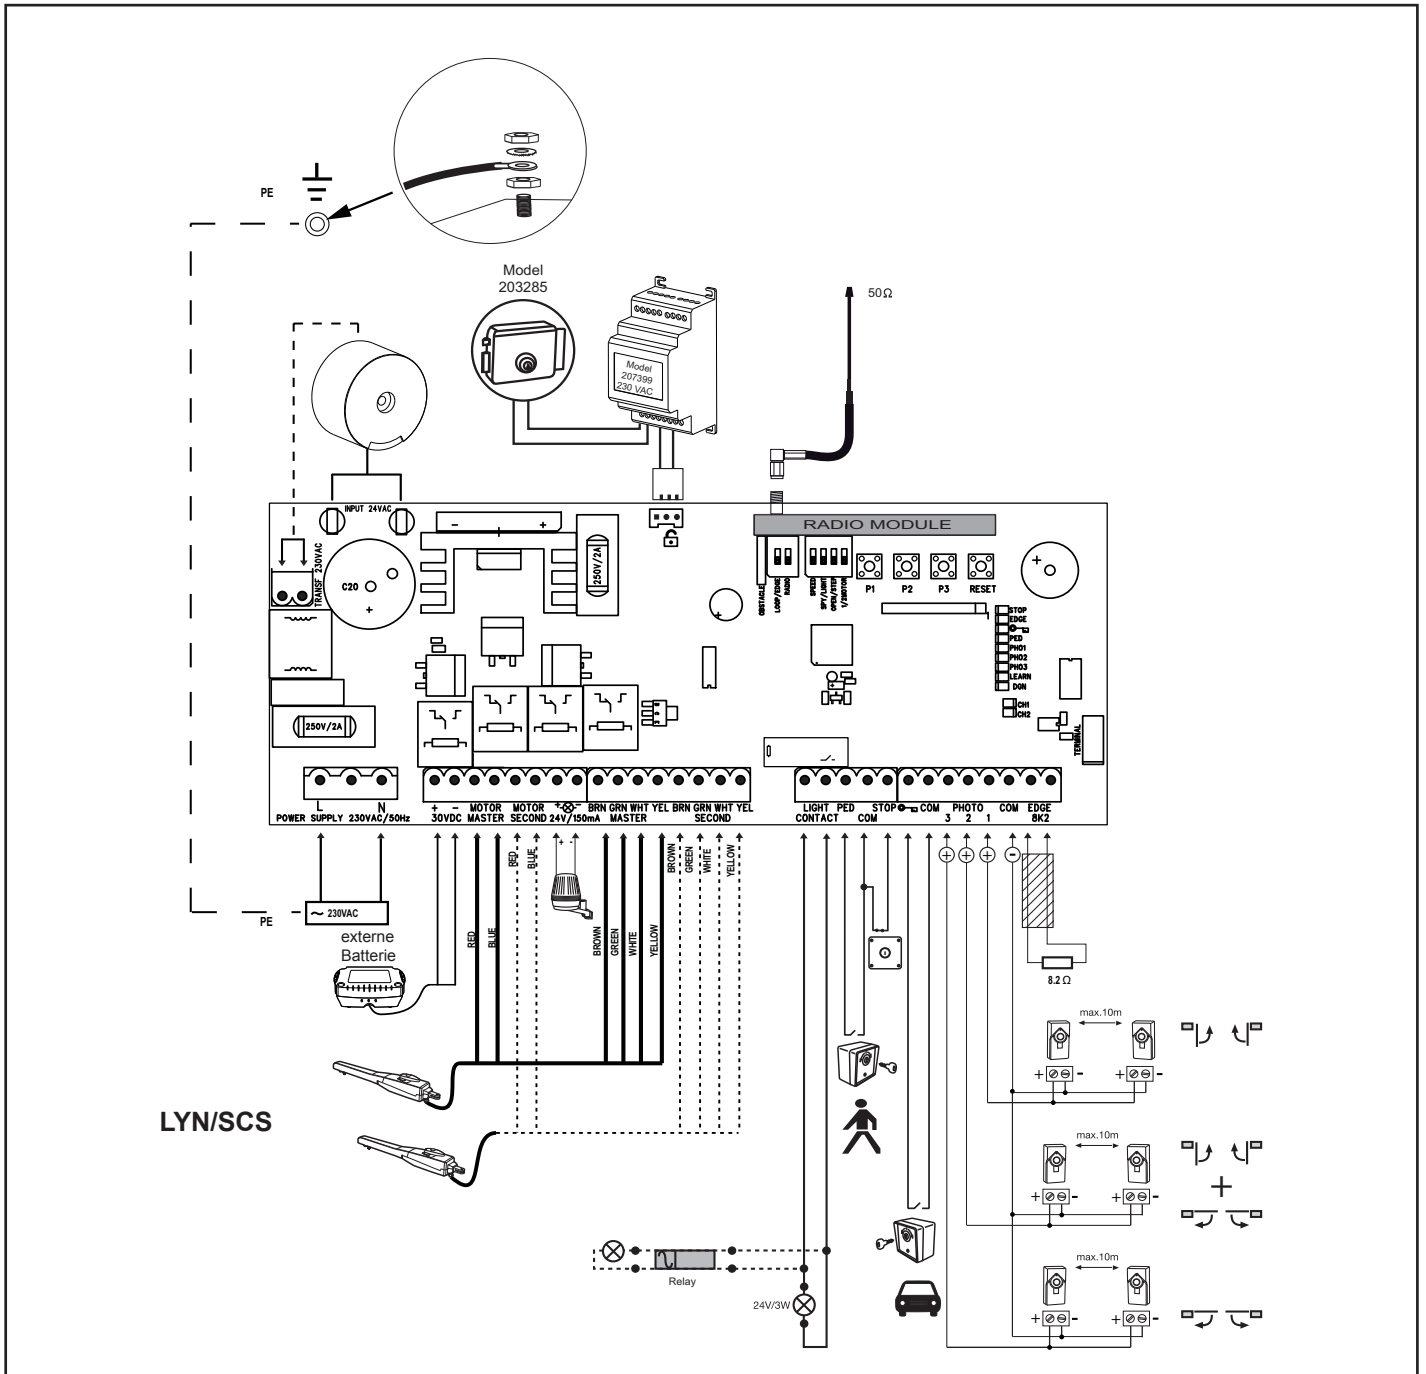 PE
Model
203285
Model
207399
230 VAC
50Ω
INPUT 24VAC
TRANSF 230VAC
C20
+
- +
250V/2A
RADIO MODULE
OBSTACLE
LOOP/EDGE
RADIO
SPEED
SPY/LIGHT
OPEN/STEP
1/2MOTOR
P1 P2 P3 RESET
+
+
STOP
EDGE
PED
PHO1
PHO2
PHO3
LEARN
DGN
CH1
CH2
TERMINAL
250V/2A
L N
POWER SUPPLY 230VAC/50Hz
+ -
30VDC
MOTOR
MASTER
MOTOR
SECOND
+ -
24V/150mA
BRN GRN WHT YEL
MASTER
BRN GRN WHT YEL
SECOND
LIGHT
CONTACT
PED
COM
STOP
COM
PHOTO
3 2 1
COM
EDGE
8K2
RED
BLUE
+ -
BROWN
GREEN
WHITE
YELLOW
+ + + -
~ 230VAC
PE
externe
Batterie
RED
BLUE
BROWN
GREEN
WHITE
YELLOW
8.2 Ω
max.10m
+ - + -
LYN/SCS
max.10m
+ - + -
+
max.10m
+ - + -
Relay
24V/3W